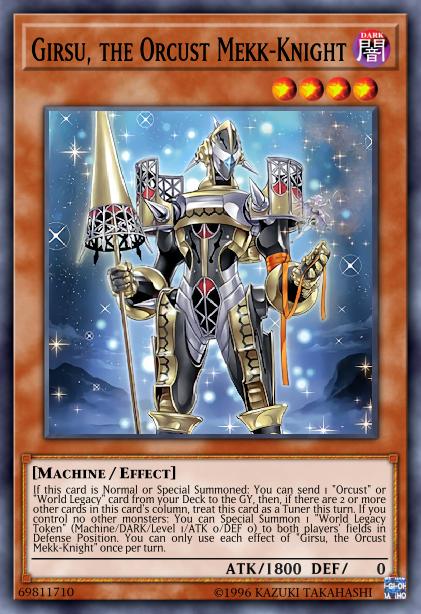 GIRSU, THE ORCUST MEKK-KNIGHT
DARK
闇
[MACHINE / EFFECT]
If this card is Normal or Special Summoned: You can send 1 "Orcust" or
"World Legacy" card from your Deck to the GY, then, if there are 2 or more
other cards in this card's column, treat this card as a Tuner this turn. If you
control no other monsters: You can Special Summon 1 "World Legacy
Token" (Machine/DARK/Level 1/ATK 0/DEF 0) to both players' fields in
Defense Position. You can only use each effect of "Girsu, the Orcust
Mekk-Knight" once per turn.
ATK/1800 DEF/ 0
69811710
©1996 KAZUKI TAKAHASHI